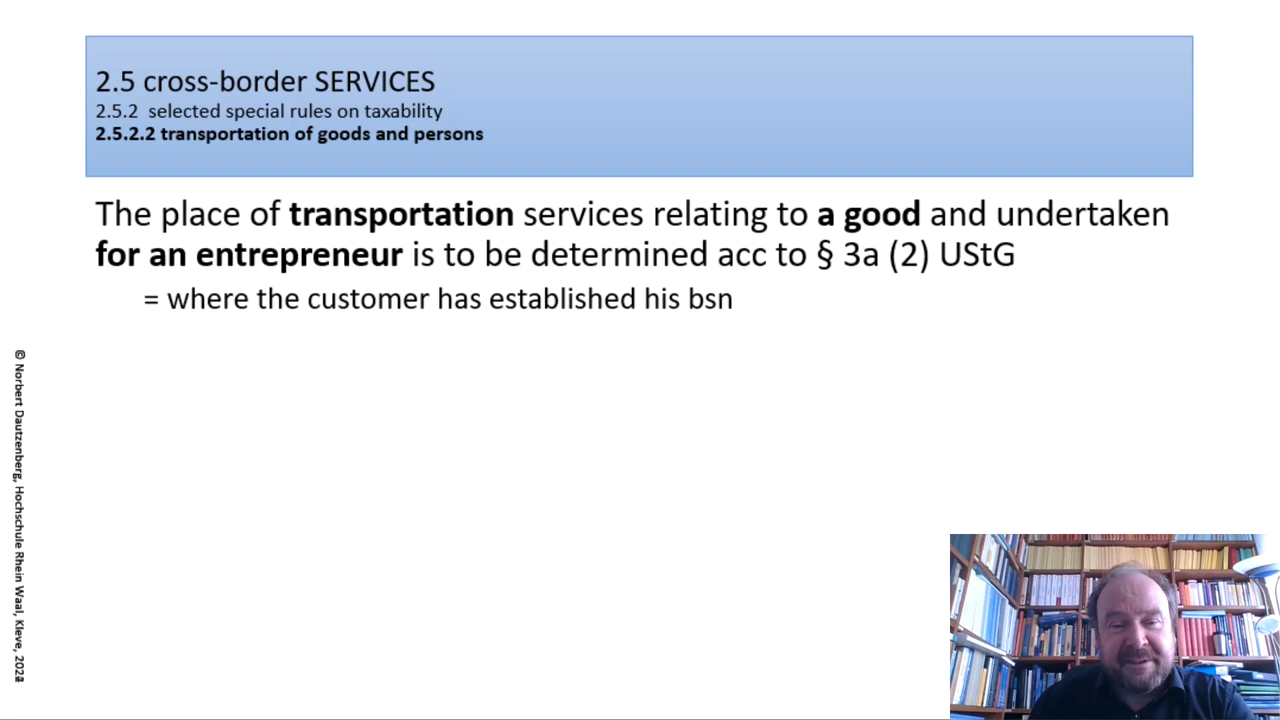 2.5 cross-border SERVICES
2.5.2 selected special rules on taxability
2.5.2.2 transportation of goods and persons
The place of transportation services relating to a good and undertaken
for an entrepreneur is to be determined acc to § 3a (2) UStG
= where the customer has established his bsn
© Norbert Dautzenberg, Hochschule Rhein Waal, Kleve,